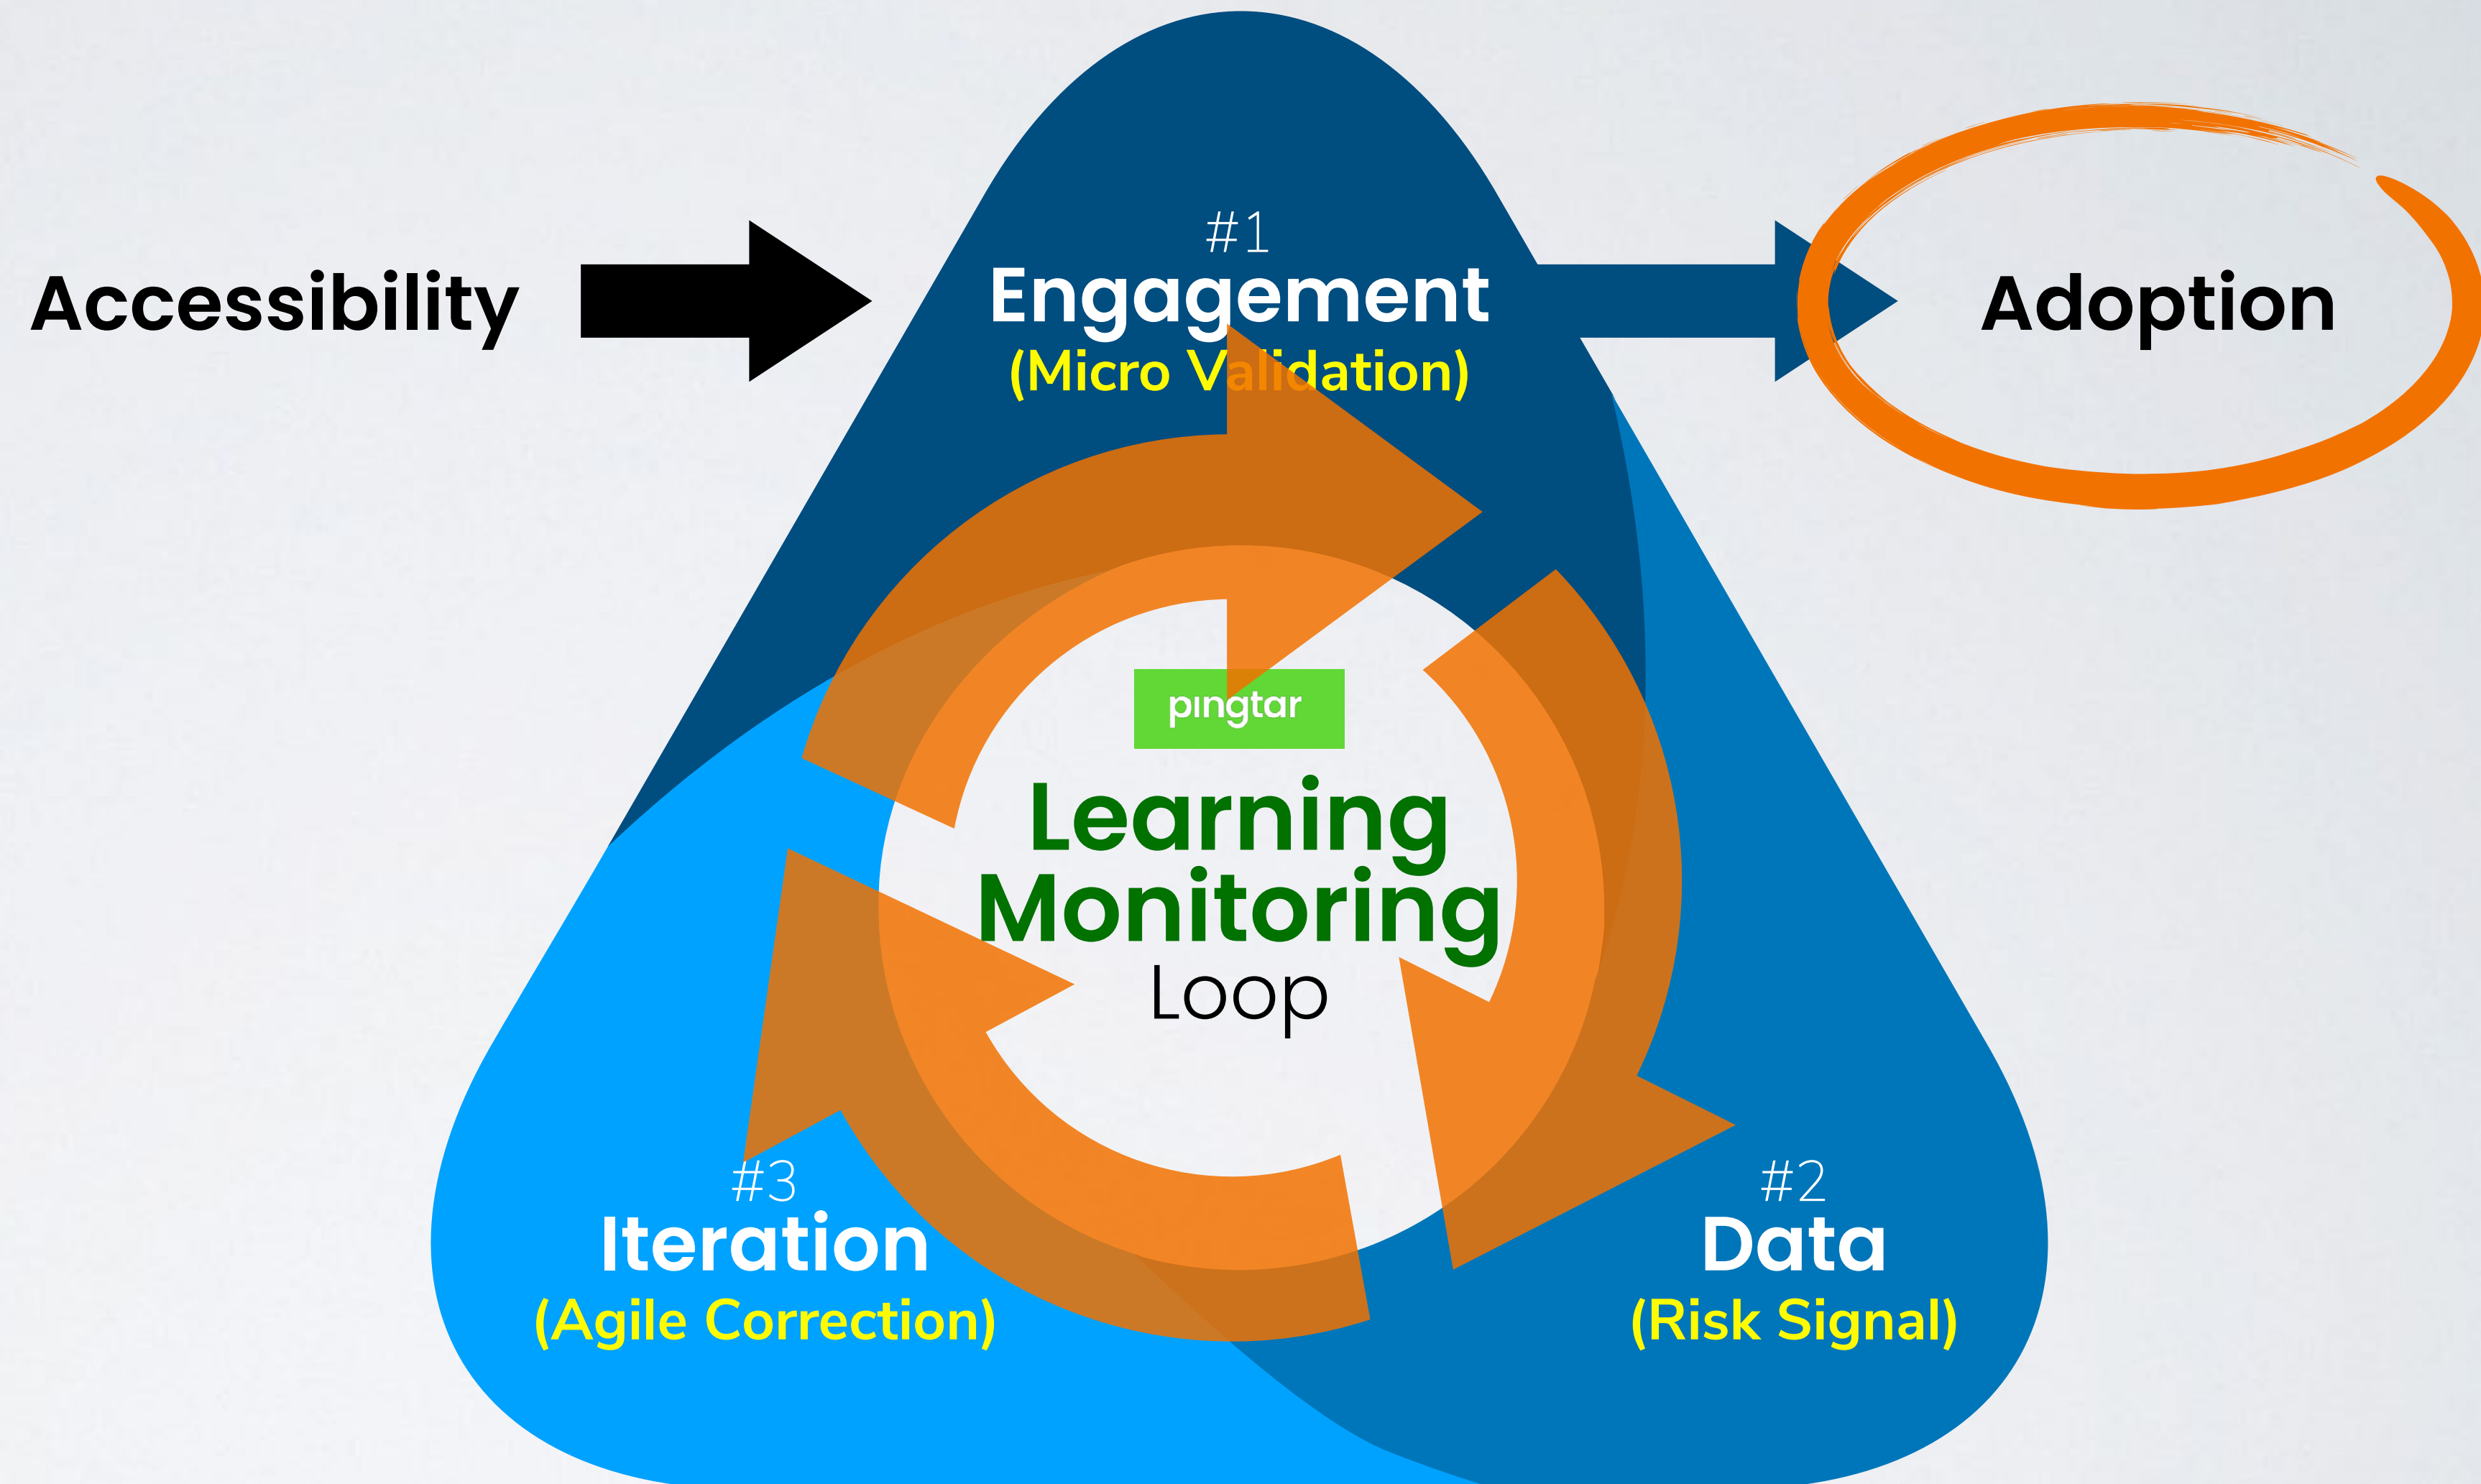 Accessibility
#1
Engagement
(Micro Validation)
Adoption
pingtar
Learning
Monitoring
Loop
#3
Iteration
(Agile Correction)
#2
Data
(Risk Signal)